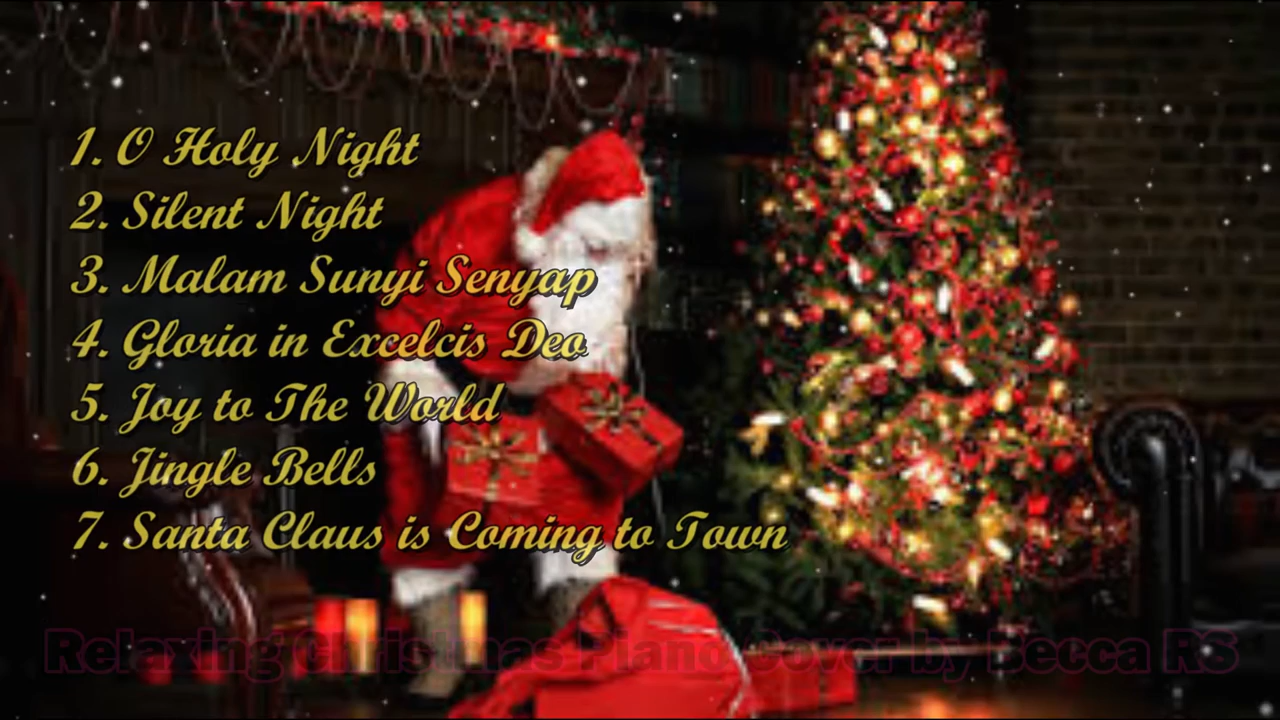 1. O Holy Night
2. Silent Night
3. Malam Sunyi Senyap
4. Gloria in Excelcis Deo
5. Joy to The World
6. Jingle Bells
7. Santa Claus is Coming to Town
Relaxing Christmas Piano Cover by Becca RS